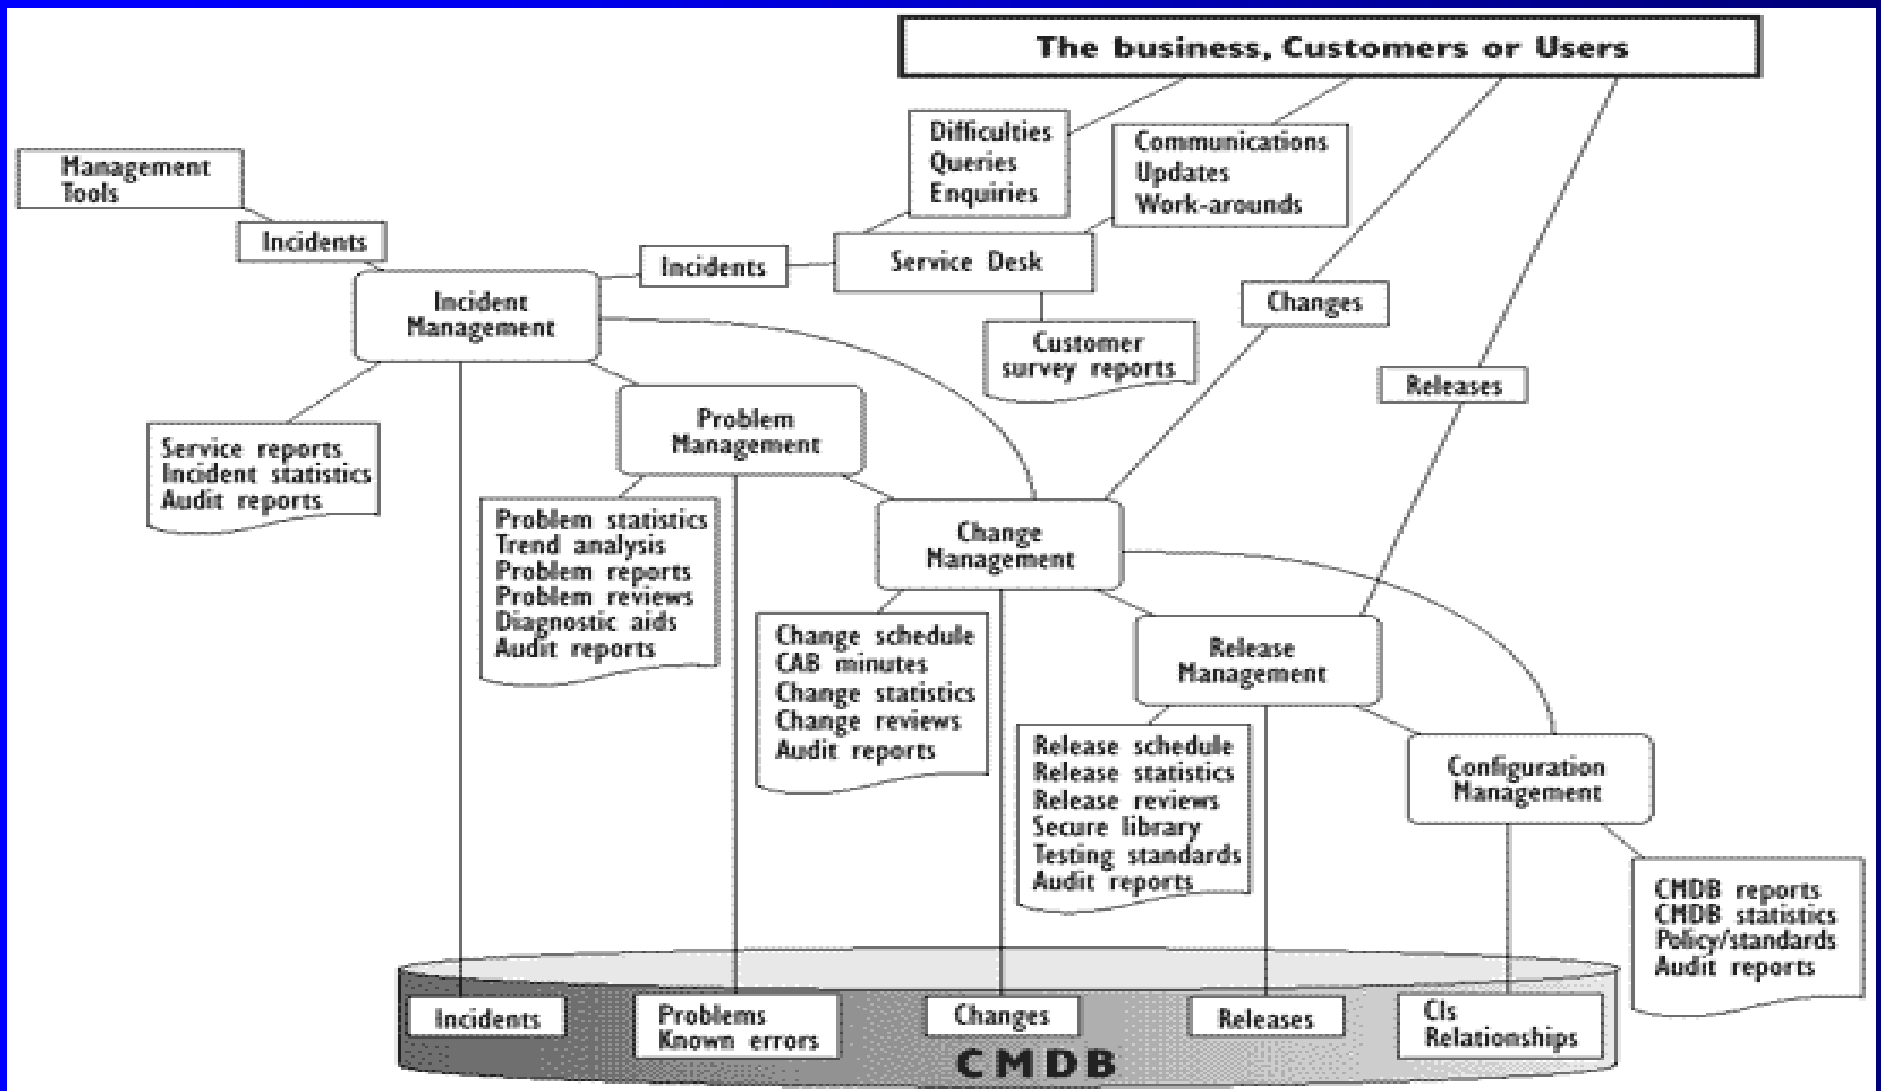 The business, Customers or Users
Difficulties
Queries
Enquiries
Communications
Updates
Work-arounds
Management
Tools
Incidents
Incidents
Service Desk
Incident
Management
Changes
Customer
survey reports
Releases
Problem
Management
Service reports
Incident statistics
Audit reports
Problem statistics
Trend analysis
Problem reports
Problem reviews
Diagnostic aids
Audit reports
Change
Management
Change schedule
CAB minutes
Change statistics
Change reviews
Audit reports
Release
Management
Release schedule
Release statistics
Release reviews
Secure library
Testing standards
Audit reports
Configuration
Management
CMDB reports
CMDB statistics
Policy/standards
Audit reports
Incidents
Problems
Known errors
Changes
Releases
CIs
Relationships
CMDB